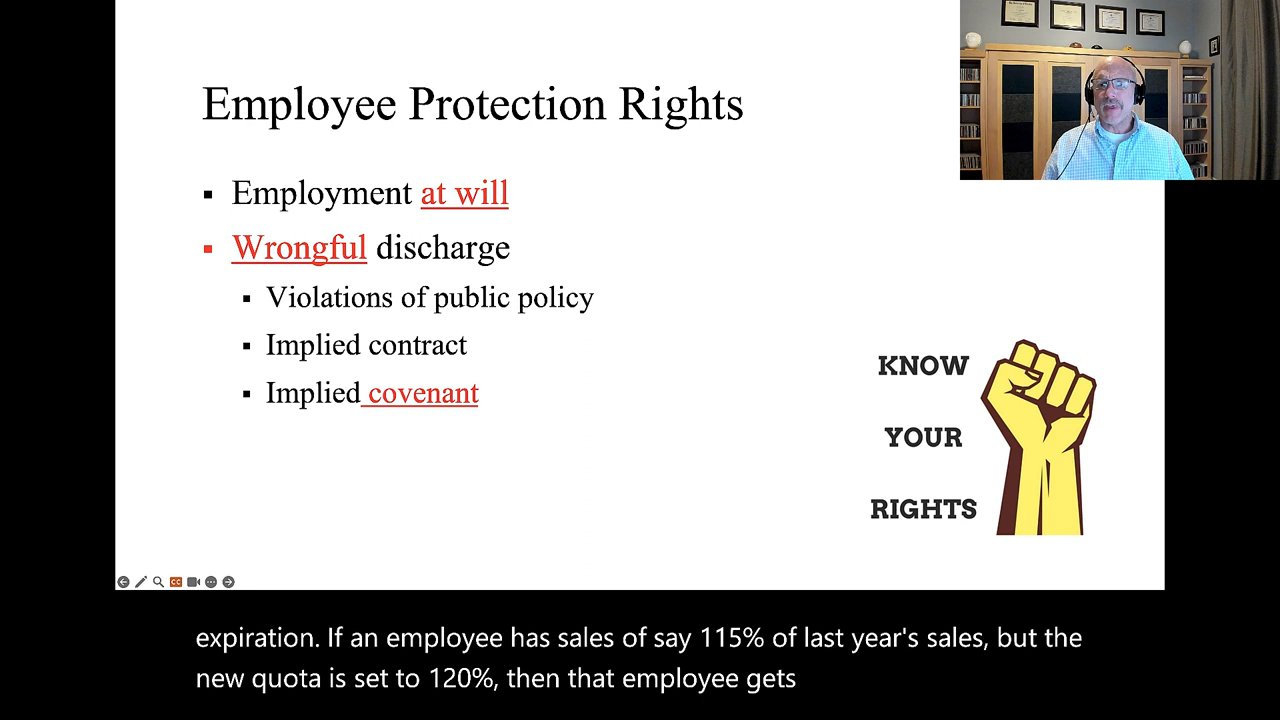 Employee Protection Rights
Employment at will
Wrongful discharge
Violations of public policy
Implied contract
Implied covenant
KNOW
YOUR
RIGHTS
CC
expiration. If an employee has sales of say 115% of last year's sales, but the
new quota is set to 120%, then that employee gets